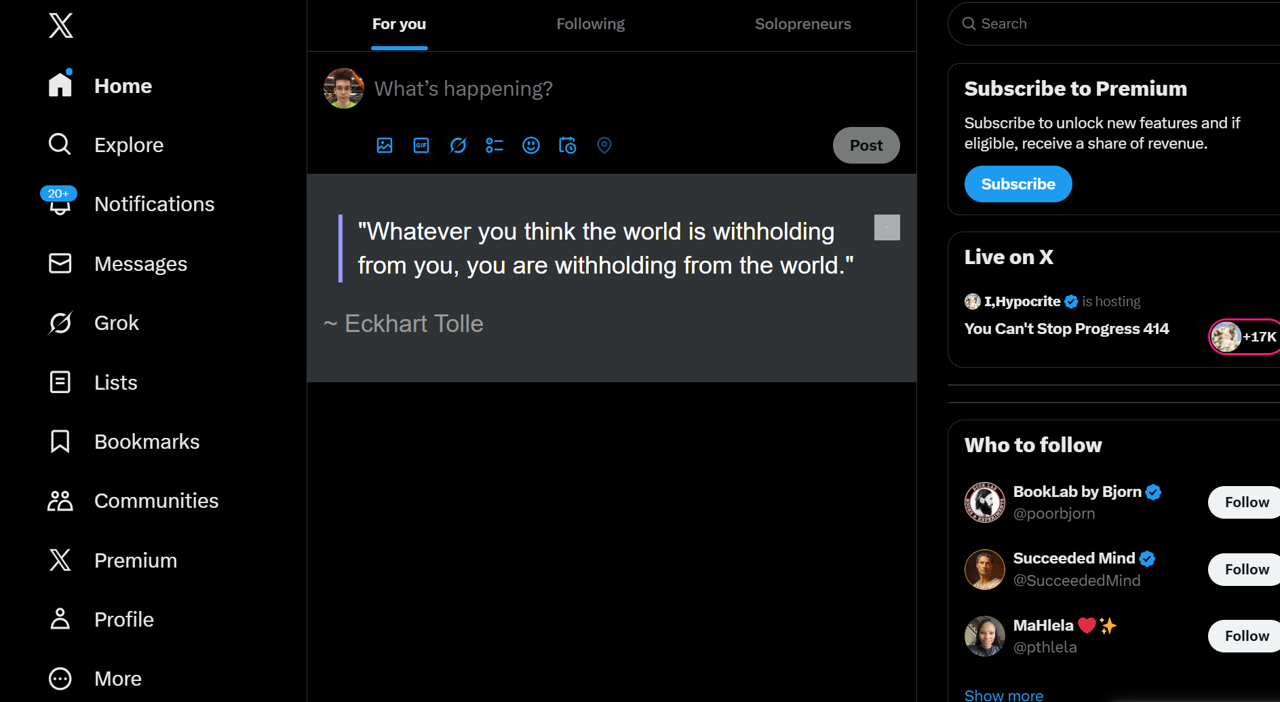 Home
Explore
20+
Notifications
Messages
Grok
Lists
Bookmarks
Communities
Premium
Profile
More
For you
Following
Solopreneurs
What’s happening?
GIF
Post
"Whatever you think the world is withholding
from you, you are withholding from the world."
~ Eckhart Tolle
Search
Subscribe to Premium
Subscribe to unlock new features and if
eligible, receive a share of revenue.
Subscribe
Live on X
I,Hypocrite is hosting
You Can't Stop Progress 414
+17K
Who to follow
BookLab by Bjorn
@poorbjorn
Follow
Succeeded Mind
@SucceededMind
Follow
MaHlela ❤️✨
@pthlela
Follow
Show more